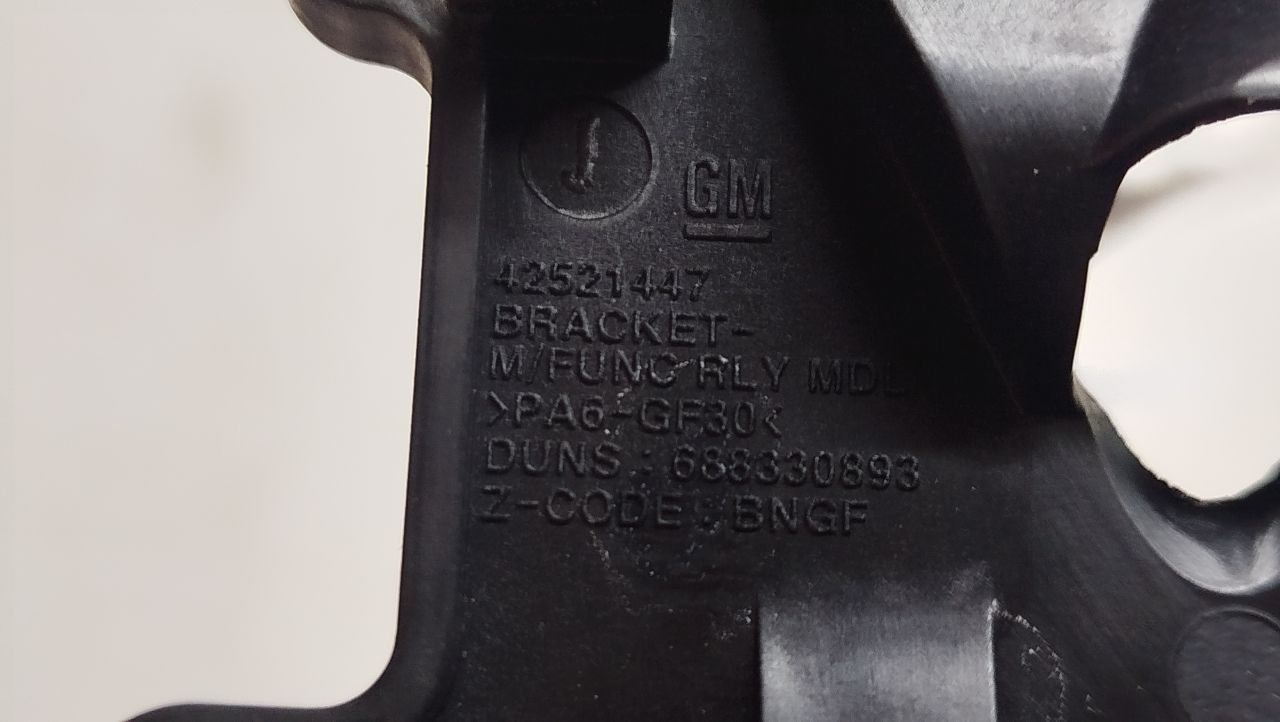 J
GM
42521447
BRACKET-
M/FUNC RLY MDL
>PA6-GF30<
DUNS : 688330893
Z-CODE : BNGF